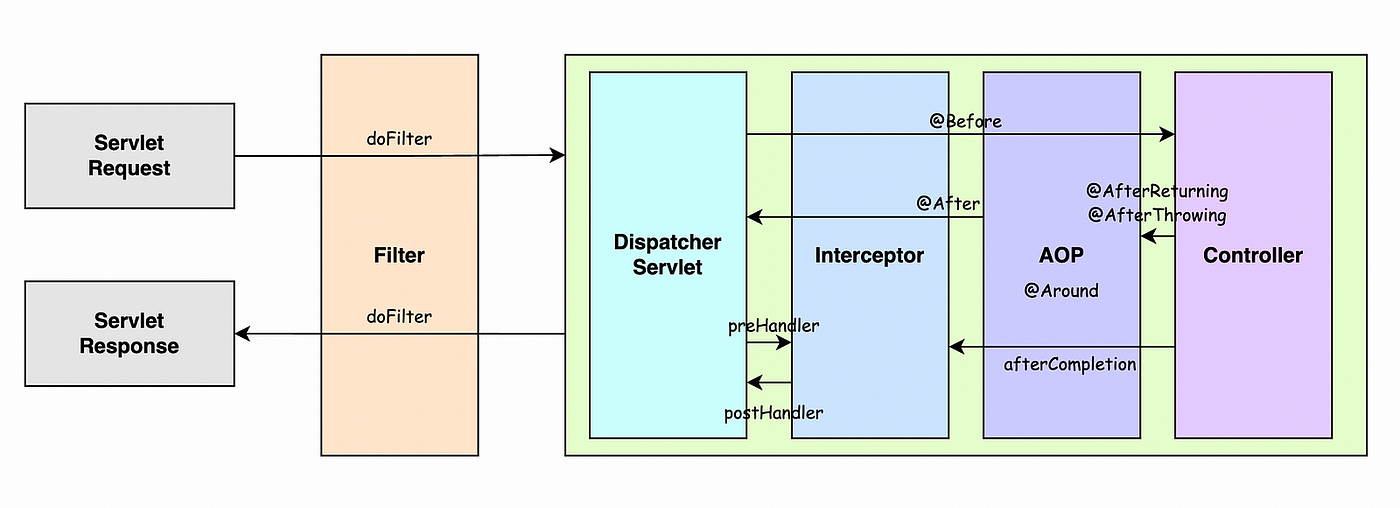 Servlet
Request
doFilter
Filter
doFilter
Servlet
Response
Dispatcher
Servlet
preHandler
postHandler
@Before
@After
Interceptor
AOP
@Around
@AfterReturning
@AfterThrowing
afterCompletion
Controller